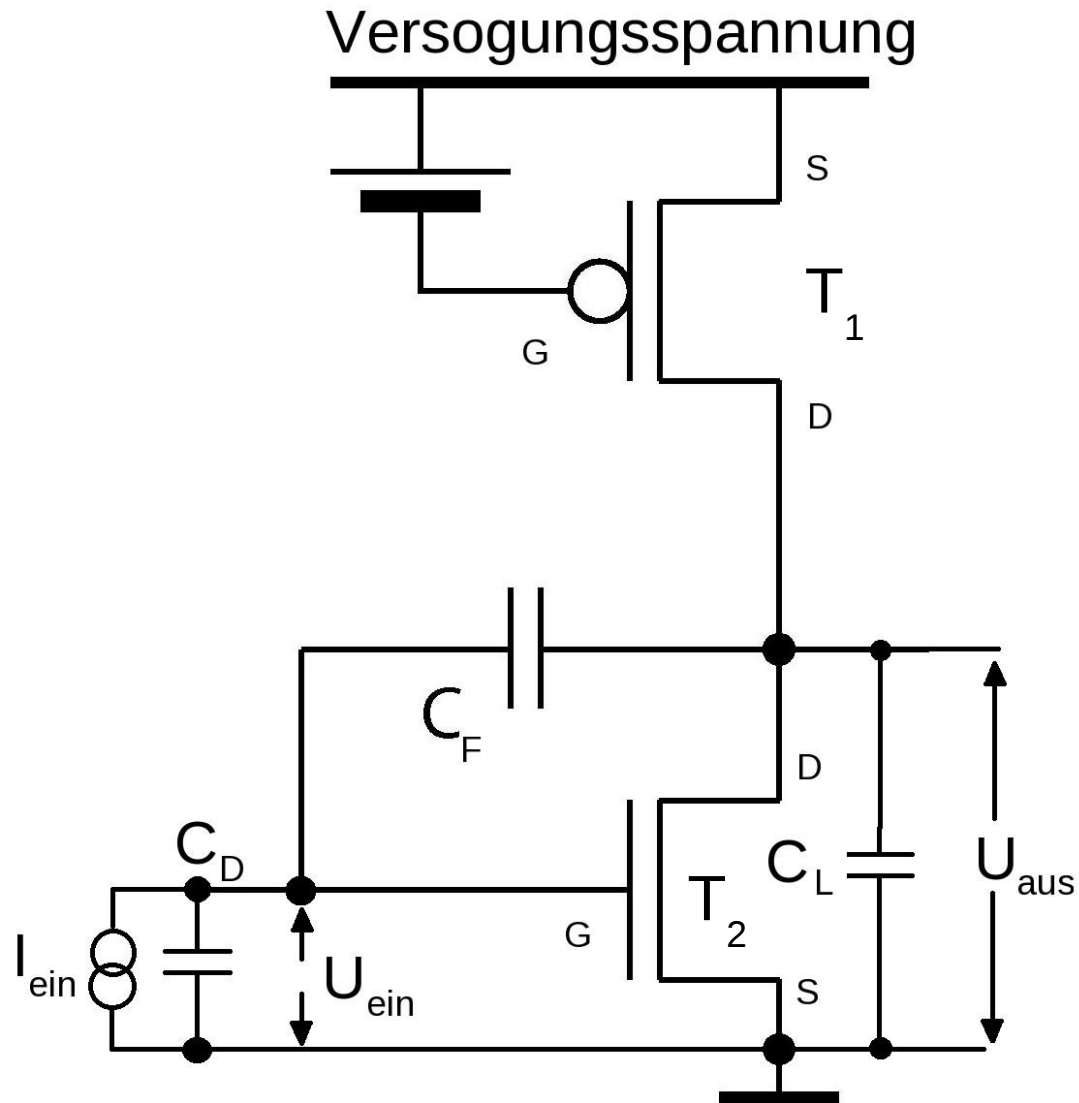 Versogungsspannung
S
T1
G
D
CF
D
CD
CL
Uaus
T2
G
Iein
Uein
S